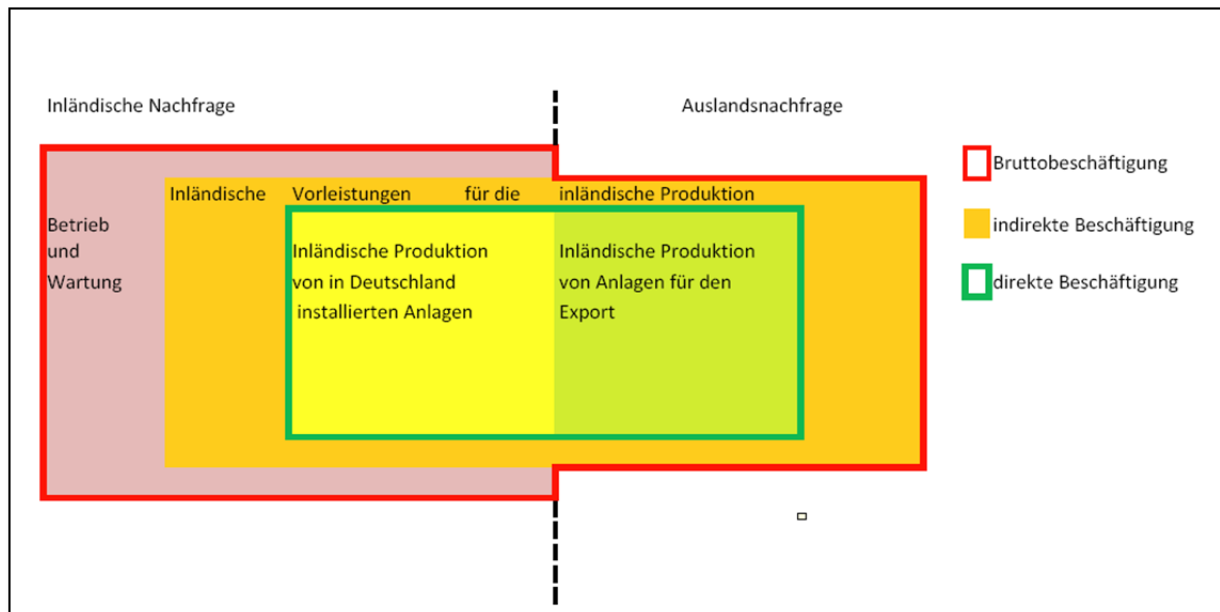 Inländische Nachfrage
Auslandsnachfrage
Inländische Vorleistungen für die inländische Produktion
Betrieb
und
Wartung
Inländische Produktion
von in Deutschland
installierten Anlagen
Inländische Produktion
von Anlagen für den
Export
Bruttobeschäftigung
indirekte Beschäftigung
direkte Beschäftigung